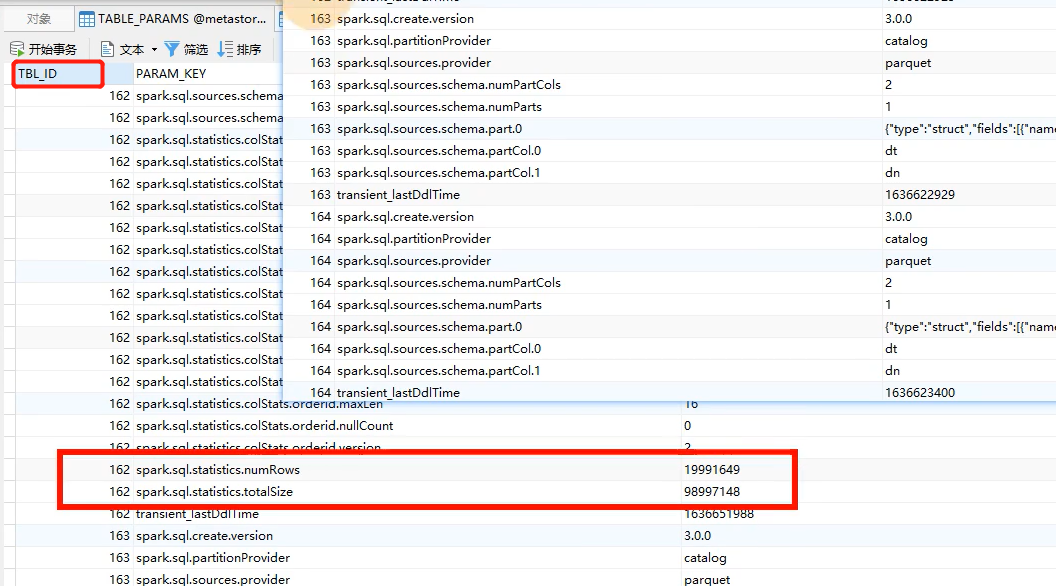 对象 TABLE_PARAMS @metastor...
开始事务 文本 筛选 排序
TBL_ID PARAM_KEY
162 spark.sql.sources.schema
162 spark.sql.sources.schema
162 spark.sql.statistics.colStat
162 spark.sql.statistics.colStat
162 spark.sql.statistics.colStat
162 spark.sql.statistics.colStat
162 spark.sql.statistics.colStat
162 spark.sql.statistics.colStat
162 spark.sql.statistics.colStat
162 spark.sql.statistics.colStat
162 spark.sql.statistics.colStat
162 spark.sql.statistics.colStat
162 spark.sql.statistics.colStat
162 spark.sql.statistics.colStat
163 spark.sql.create.version 3.0.0
163 spark.sql.partitionProvider catalog
163 spark.sql.sources.provider parquet
163 spark.sql.sources.schema.numPartCols 2
163 spark.sql.sources.schema.numParts 1
163 spark.sql.sources.schema.part.0 {"type":"struct","fields":[{"name
163 spark.sql.sources.schema.partCol.0 dt
163 spark.sql.sources.schema.partCol.1 dn
163 transient_lastDdlTime 1636622929
164 spark.sql.create.version 3.0.0
164 spark.sql.partitionProvider catalog
164 spark.sql.sources.provider parquet
164 spark.sql.sources.schema.numPartCols 2
164 spark.sql.sources.schema.numParts 1
164 spark.sql.sources.schema.part.0 {"type":"struct","fields":[{"name
164 spark.sql.sources.schema.partCol.0 dt
164 spark.sql.sources.schema.partCol.1 dn
164 transient_lastDdlTime 1636623400
162 spark.sql.statistics.colStats.orderid.maxLen 16
162 spark.sql.statistics.colStats.orderid.nullCount 0
162 spark.sql.statistics.colStats.orderid.version 2
162 spark.sql.statistics.numRows 19991649
162 spark.sql.statistics.totalSize 98997148
162 transient_lastDdlTime 1636651988
163 spark.sql.create.version 3.0.0
163 spark.sql.partitionProvider catalog
163 spark.sql.sources.provider parquet